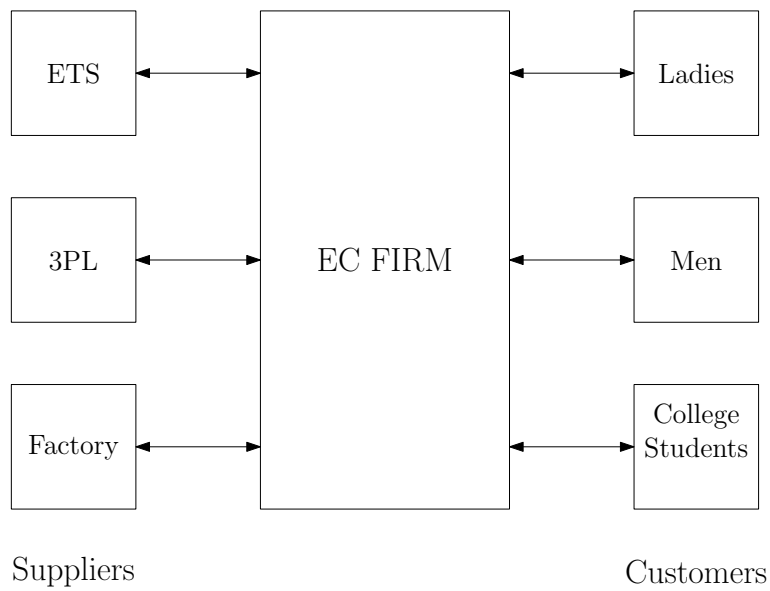 ETS
Ladies
3PL
EC FIRM
Men
Factory
College
Students
Suppliers
Customers